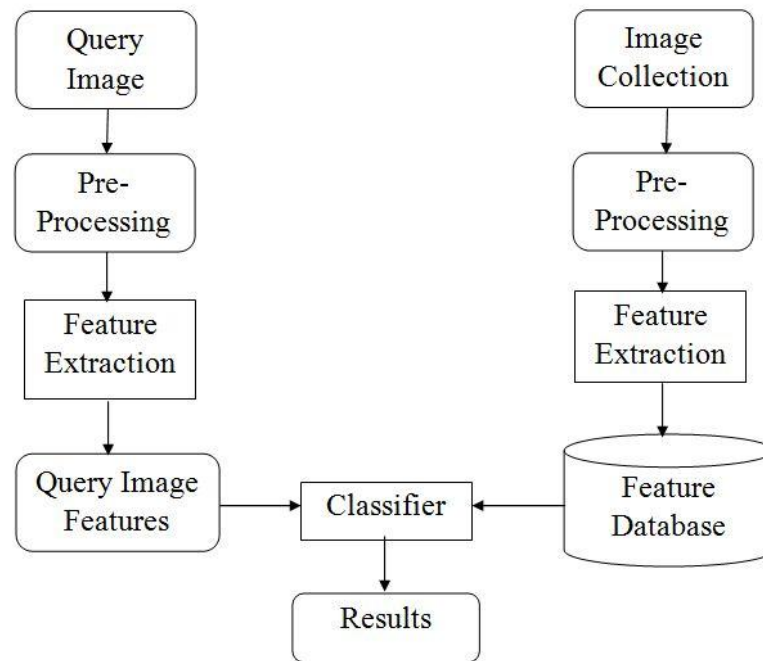 Query
Image
Pre-
Processing
Feature
Extraction
Query Image
Features
Image
Collection
Pre-
Processing
Feature
Extraction
Feature
Database
Classifier
Results